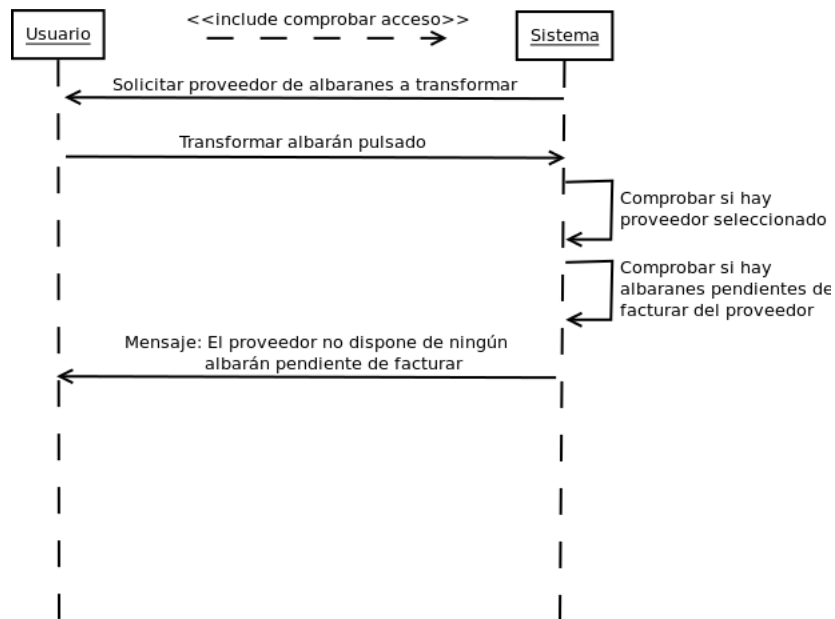 <<include comprobar acceso>>
Usuario
Sistema
Solicitar proveedor de albaranes a transformar
Transformar albarán pulsado
Comprobar si hay
proveedor seleccionado
Comprobar si hay
albaranes pendientes de
facturar del proveedor
Mensaje: El proveedor no dispone de ningún
albarán pendiente de facturar